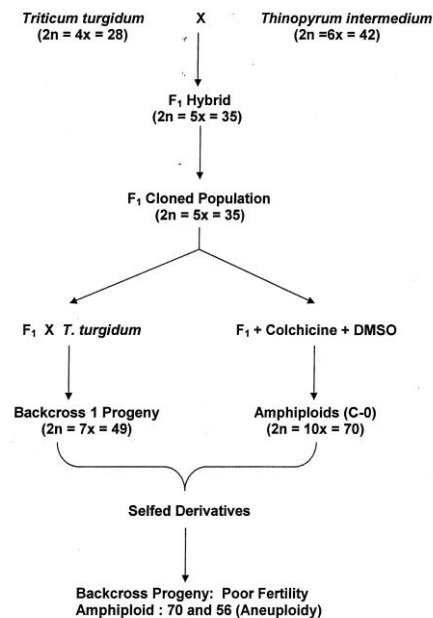 Triticum turgidum X Thinopyrum intermedium
(2n = 4x = 28) (2n =6x = 42)
F₁ Hybrid
(2n = 5x = 35)
F₁ Cloned Population
(2n = 5x = 35)
F₁ X T. turgidum F₁ + Colchicine + DMSO
Backcross 1 Progeny Amphiploids (C-0)
(2n = 7x = 49) (2n = 10x = 70)
Selfed Derivatives
Backcross Progeny: Poor Fertility
Amphiploid : 70 and 56 (Aneuploidy)